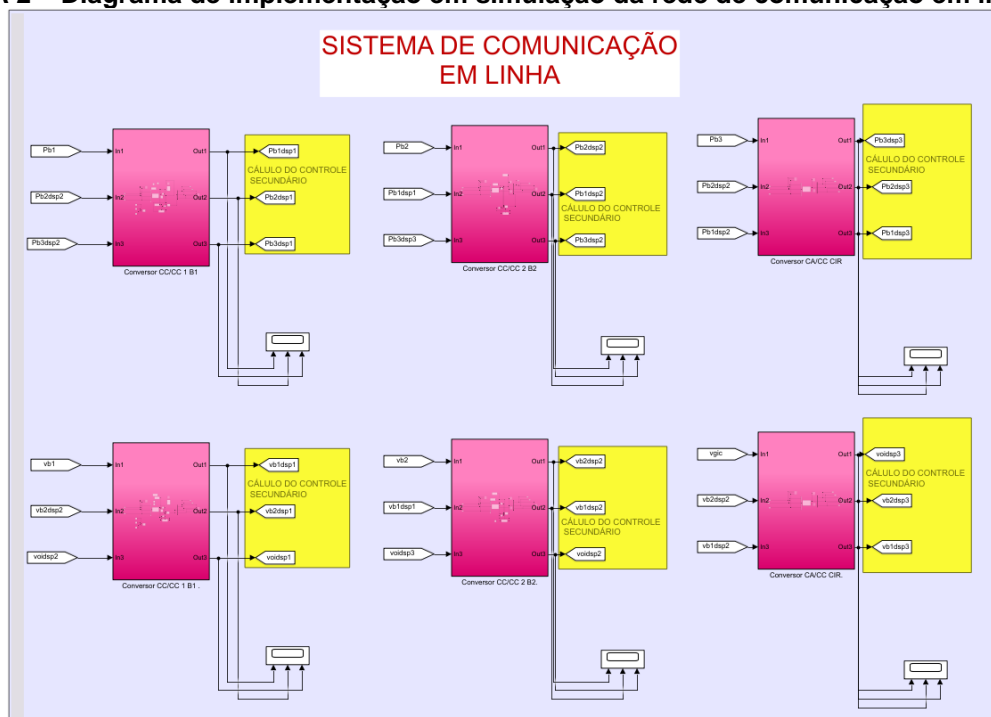 Diagrama de implementação em simulação da rede de comunicação em
SISTEMA DE COMUNICAÇÃO
EM LINHA
Pb1
In1
Out1
Pb1dsp1
CÁLULO DO CONTROLE
SECUNDÁRIO
Pb2dsp2
In2
Out2
Pb2dsp1
Pb3dsp2
In3
Out3
Pb3dsp1
Conversor CC/CC 1 B1
Pb2
In1
Out1
Pb2dsp2
Pb1dsp1
In2
Out2
Pb1dsp2
CÁLULO DO CONTROLE
SECUNDÁRIO
Pb3dsp3
In3
Out3
Pb3dsp2
Conversor CC/CC 2 B2
Pb3
In1
Out1
Pb3dsp3
CÁLULO DO CONTROLE
SECUNDÁRIO
Pb2dsp2
In2
Out2
Pb2dsp3
Pb1dsp2
In3
Out3
Pb1dsp3
Conversor CA/CC CIR
vb1
In1
Out1
vb1dsp1
CÁLULO DO CONTROLE
SECUNDÁRIO
vb2dsp2
In2
Out2
vb2dsp1
voidsp2
In3
Out3
voidsp1
Conversor CC/CC 1 B1 .
vb2
In1
Out1
vb2dsp2
vb1dsp1
In2
Out2
vb1dsp2
CÁLULO DO CONTROLE
SECUNDÁRIO
voidsp3
In3
Out3
voidsp2
Conversor CC/CC 2 B2.
vgic
In1
Out1
voidsp3
CÁLULO DO CONTROLE
SECUNDÁRIO
vb2dsp2
In2
Out2
vb2dsp3
vb1dsp2
In3
Out3
vb1dsp3
Conversor CA/CC CIR.